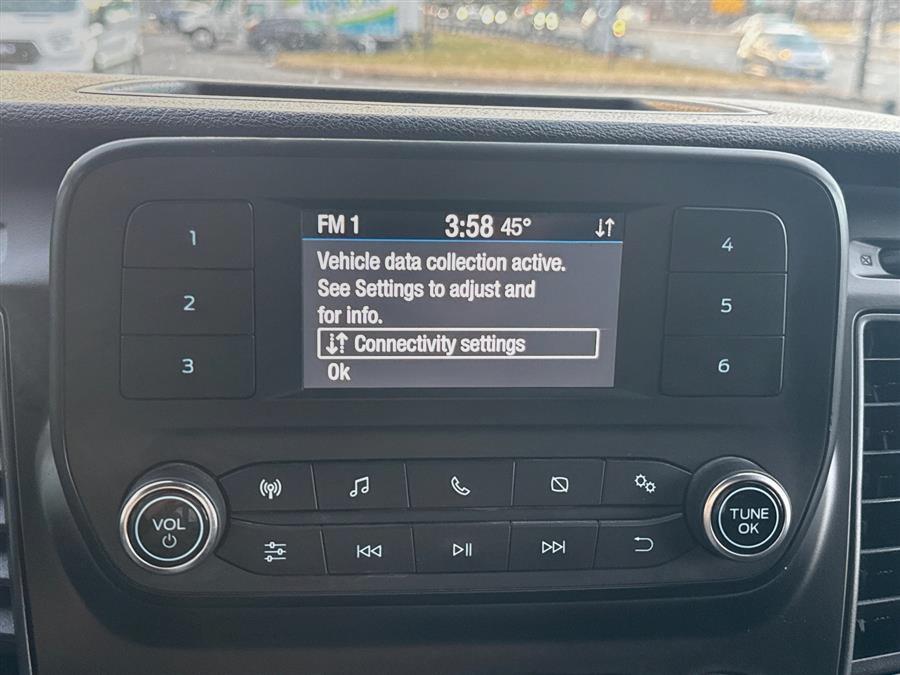 FM 1 3:58 45°
Vehicle data collection active.
See Settings to adjust and
for info.
Connectivity settings
Ok
1
2
3
4
5
6
VOL
TUNE
OK